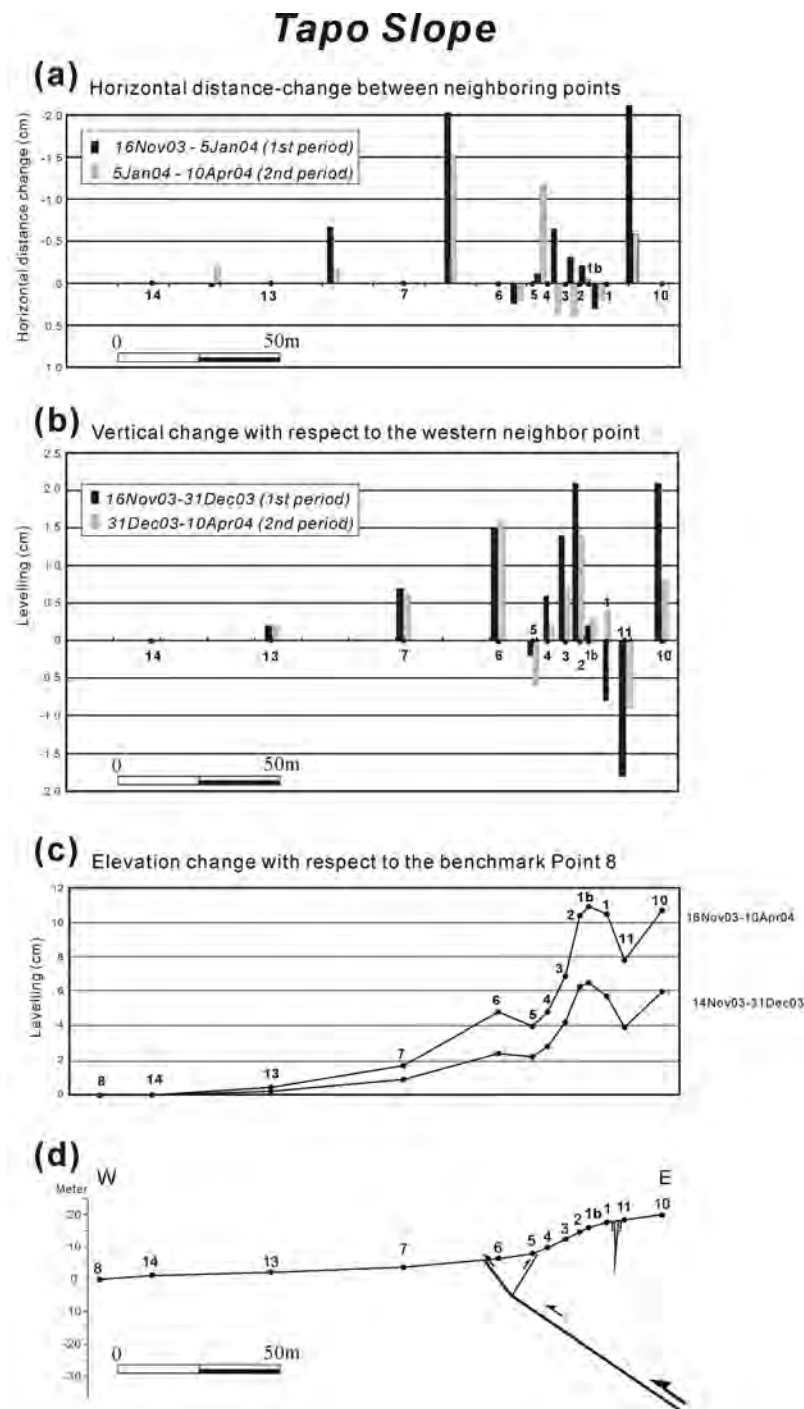 Tapo Slope
(a) Horizontal distance-change between neighboring points
-2.0
16Nov03 - 5Jan04 (1st period)
-1.5
5Jan04 - 10Apr04 (2nd period)
-1.0
-0.5
1b
0
14 13 7 6 5 4 3 2 1 10
0.5
0 50m
1.0
Horizontal distance change (cm)
(b) Vertical change with respect to the western neighbor point
2.5
2.0
16Nov03-31Dec03 (1st period)
31Dec03-10Apr04 (2nd period)
1.5
1.0
0.5
1
5 11
0
14 13 7 6 4 3 2 1b 10
0.5
-1.0
-1.5
2.0
0 50m
Levelling (cm)
(c) Elevation change with respect to the benchmark Point 8
12
1b
2 1 10
10
16Nov03-10Apr04
11
8
3
6
14Nov03-31Dec03
6 5 4
4
7
2
8 14 13
0
Lavelling (cm)
(d)
W E
Meter
20
8 14 13 7 6 5 4 3 2 1b 1 11 10
10
0
-10
-20
-30
0 50m